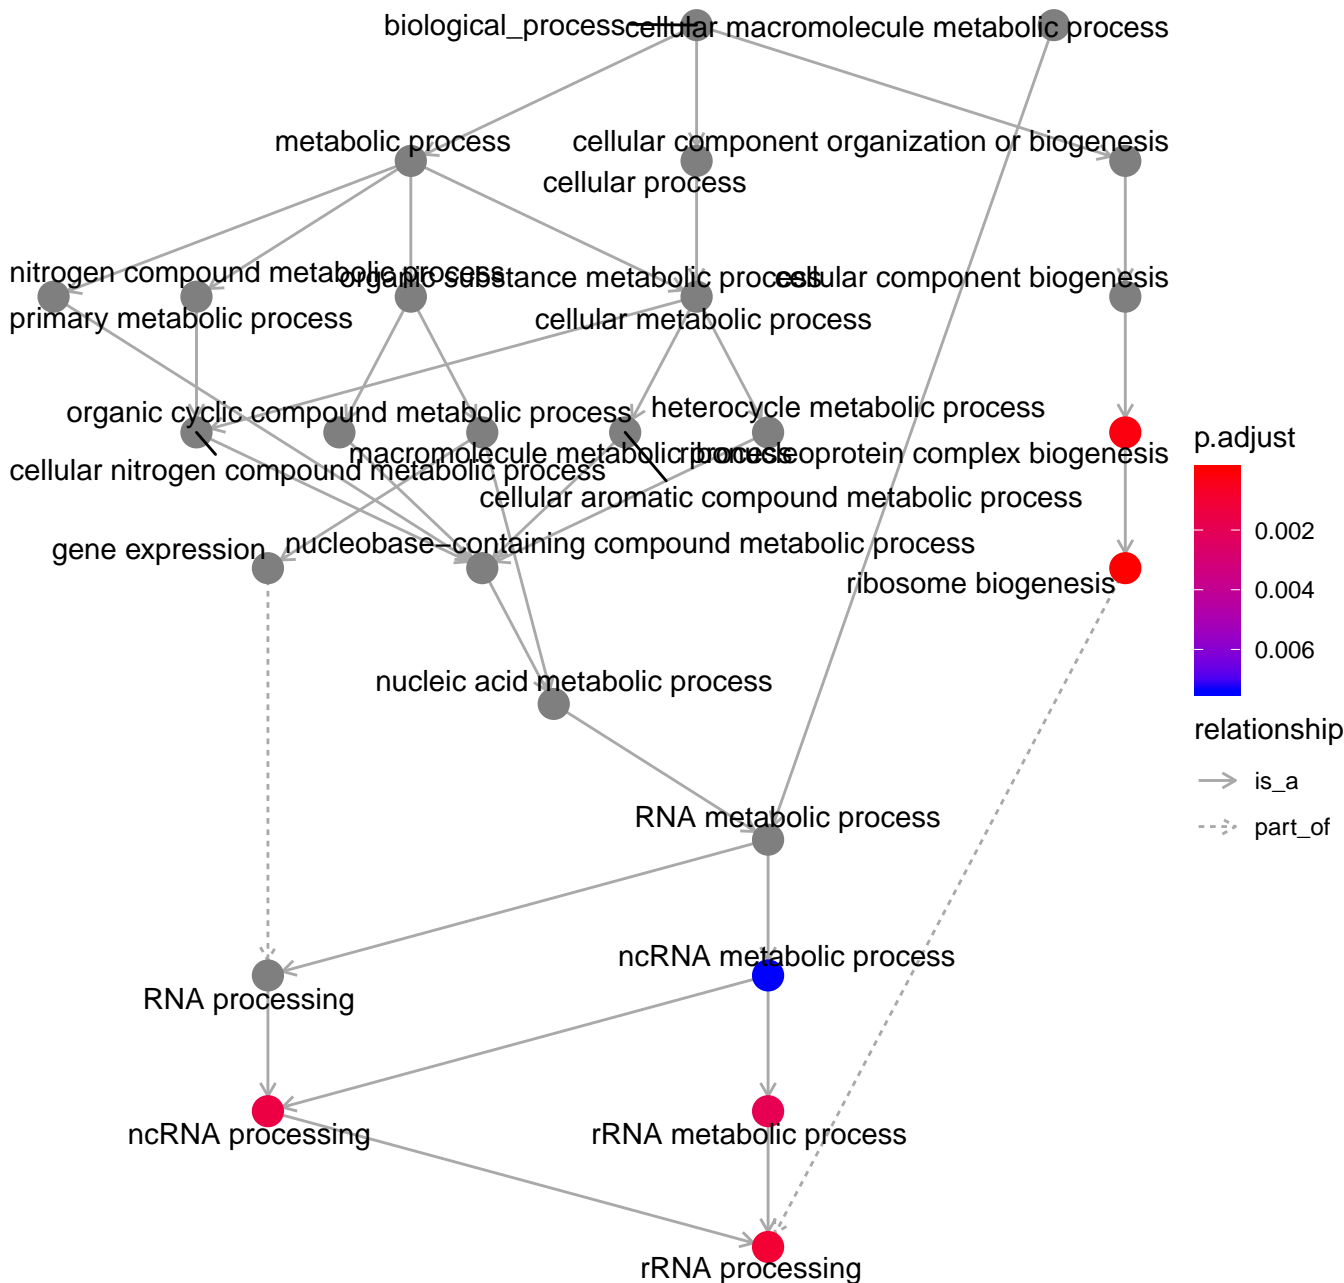 biological_process
cellular macromolecule metabolic process
metabolic process
cellular component organization or biogenesis
cellular process
nitrogen compound metabolic process
organic substance metabolic process
cellular component biogenesis
primary metabolic process
cellular metabolic process
organic cyclic compound metabolic process
heterocycle metabolic process
macromolecule metabolic process
ribonucleoprotein complex biogenesis
cellular nitrogen compound metabolic process
cellular aromatic compound metabolic process
gene expression
nucleobase−containing compound metabolic process
ribosome biogenesis
nucleic acid metabolic process
RNA metabolic process
ncRNA metabolic process
RNA processing
ncRNA processing
rRNA metabolic process
rRNA processing
p.adjust
0.002
0.004
0.006
relationship
is_a
part_of